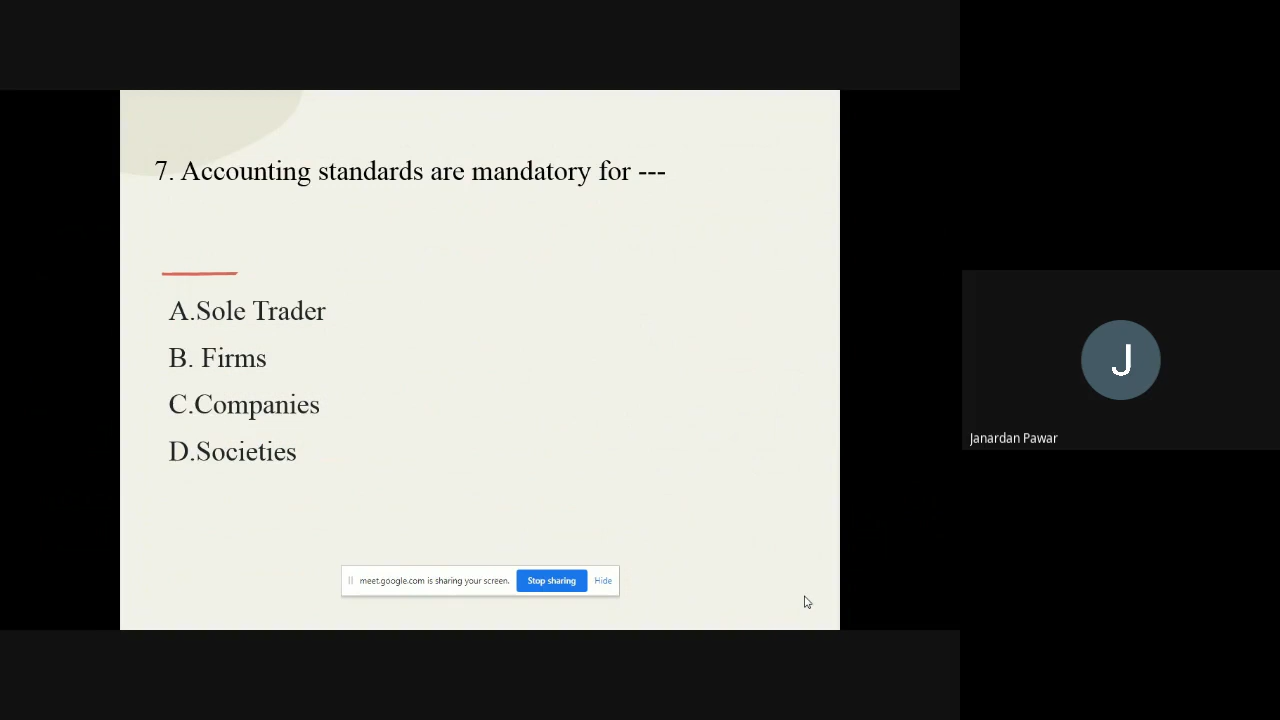 7. Accounting standards are mandatory for ---
A.Sole Trader
B. Firms
C.Companies
D.Societies
meet.google.com is sharing your screen. Stop sharing Hide
J
Janardan Pawar